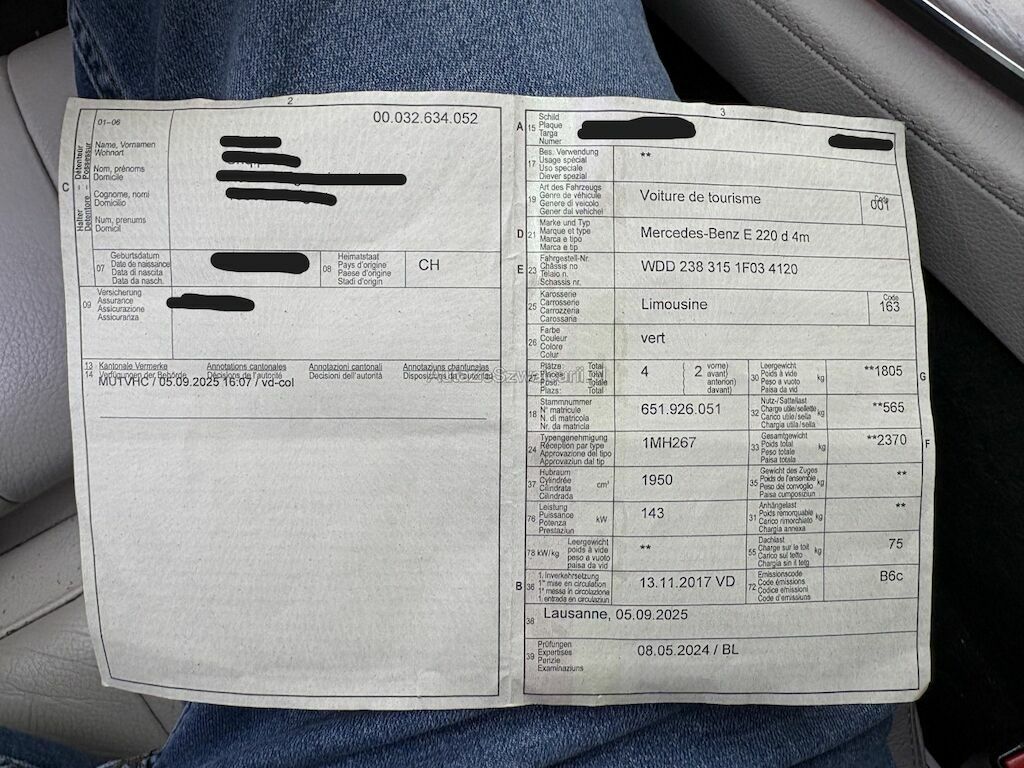 2
01-06
00.032.634.052
C
Halter Détenteur
Detentore Possessur
Name, Vornamen
Wohnort
Nom, prénoms
Domicile
Cognome, nomi
Domicilio
Num, prenums
Domicil
07
Geburtsdatum
Date de naissance
Data di nascita
Data da nasch.
08
Heimatstaat
Pays d'origine
Paese d'origine
Stadi d'origin
CH
09
Versicherung
Assurance
Assicurazione
Assicuranza
13
14
Kantonale Vermerke
Verfügungen der Behörde
Annotations cantonales
Décisions de l'autorité
Annotazioni cantonali
Decisioni dell'autorità
Annotaziuns chantunalas
Disposiziuns da l'autoritad
MUTVHC / 05.09.2025 16:07 / vd-col
3
A 15
Schild
Plaque
Targa
Numer
17
Bes. Verwendung
Usage spécial
Uso speciale
Diever spezial
**
19
Art des Fahrzeugs
Genre de véhicule
Genere di veicolo
Gener dal vehichel
Voiture de tourisme
Code
001
D 21
Marke und Typ
Marque et type
Marca e tipo
Marca e tip
Mercedes-Benz E 220 d 4m
E 23
Fahrgestell-Nr.
Châssis no
Telaio n.
Schassis nr.
WDD 238 315 1F03 4120
25
Karosserie
Carrosserie
Carrozzeria
Carossaria
Limousine
Code
163
26
Farbe
Couleur
Colore
Colur
vert
Plätze: Total
Places: Total
Totale
Plazs: Total
4 ( 2 vorne)
avant)
anteriori)
davant)
30
Leergewicht
Poids à vide
Peso a vuoto
Paisa da vid
kg
**1805
G
18
Stammnummer
N° matricule
N. di matricola
Nr. da matricla
651.926.051
32
Nutz-/Sattellast
Charge utile/sellette
Carico utile/sella
Chargia utila/sella
kg
**565
24
Typengenehmigung
Réception par type
Approvazione del tipo
Approvaziun dal tip
1MH267
33
Gesamtgewicht
Poids total
Peso totale
Paisa totala
kg
**2370
F
37
Hubraum
Cylindrée
Cilindrata
Cilindrada
cm³
1950
35
Gewicht des Zuges
Poids de l'ensemble
Peso del convoglio
Paisa cumposiziun
kg
**
76
Leistung
Puissance
Potenza
Prestaziun
kW
143
31
Anhängelast
Poids remorquable
Carico rimorchiato
Chargia annexa
kg
**
78 kW/kg
Leergewicht
poids à vide
peso a vuoto
paisa da vid
**
55
Dachlast
Charge sur le toit
Carico sul tetto
Chargia sin il tetg
kg
75
B 36
1. Inverkehrsetzung
1re mise en circulation
1a messa in circolazione
1. entrada en circulaziun
13.11.2017 VD
72
Emissionscode
Code émissions
Codice emissioni
Code d'emissiuns
B6c
38
Lausanne, 05.09.2025
39
Prüfungen
Expertises
Perizie
Examinaziuns
08.05.2024 / BL